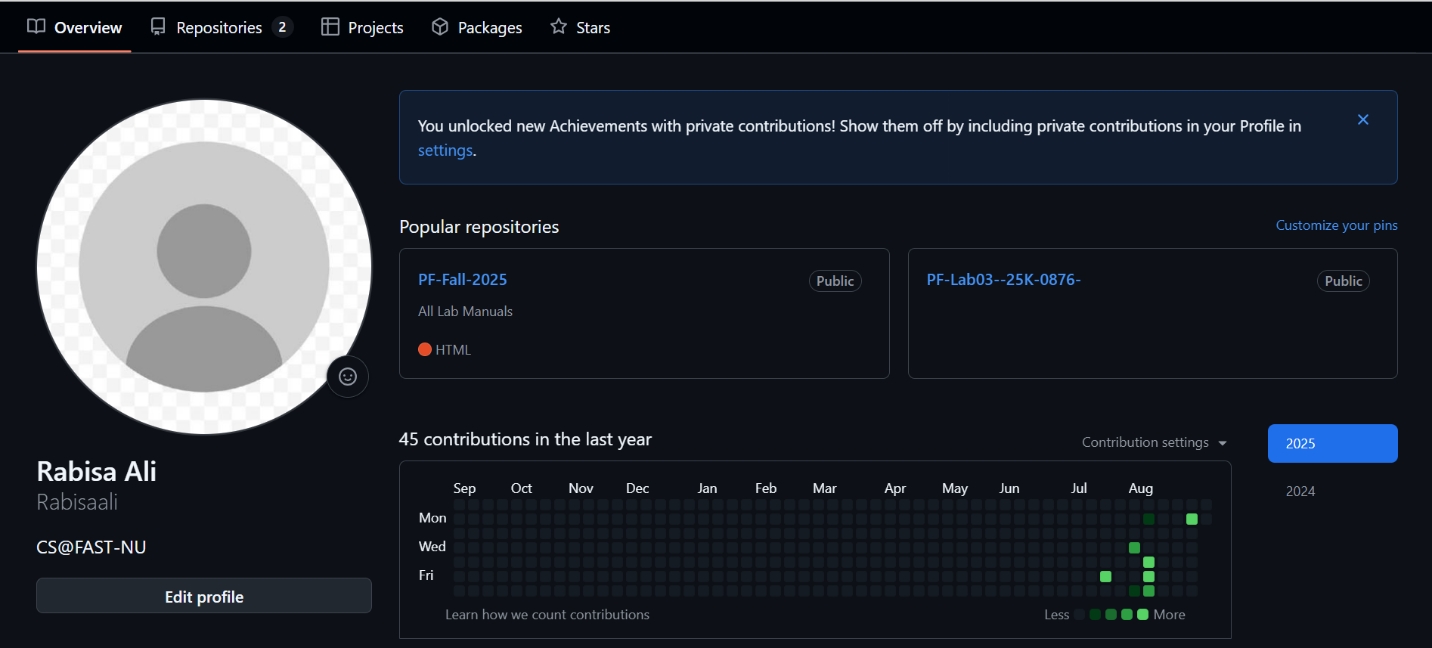 Overview Repositories 2 Projects Packages Stars
You unlocked new Achievements with private contributions! Show them off by including private contributions in your Profile in
settings.
Popular repositories
Customize your pins
PF-Fall-2025 Public
All Lab Manuals
HTML
PF-Lab03--25K-0876- Public
Rabisa Ali
Rabisaali
CS@FAST-NU
Edit profile
45 contributions in the last year
Contribution settings
2025
2024
Sep Oct Nov Dec Jan Feb Mar Apr May Jun Jul Aug
Mon
Wed
Fri
Learn how we count contributions
Less More